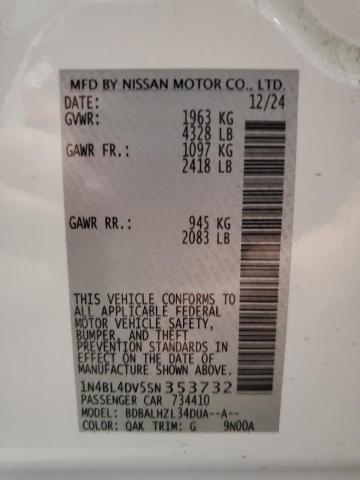 MFD BY NISSAN MOTOR CO., LTD.
DATE: 12/24
GVWR: 1963 KG
4328 LB
GAWR FR.: 1097 KG
2418 LB
GAWR RR.: 945 KG
2083 LB
THIS VEHICLE CONFORMS TO
ALL APPLICABLE FEDERAL
MOTOR VEHICLE SAFETY,
BUMPER, AND THEFT
PREVENTION STANDARDS IN
EFFECT ON THE DATE OF
MANUFACTURE SHOWN ABOVE.
1N4BL4DV5SN353732
PASSENGER CAR 734410
MODEL: BDBALHZL34DUA--A--
COLOR: QAK TRIM: G 9N00A